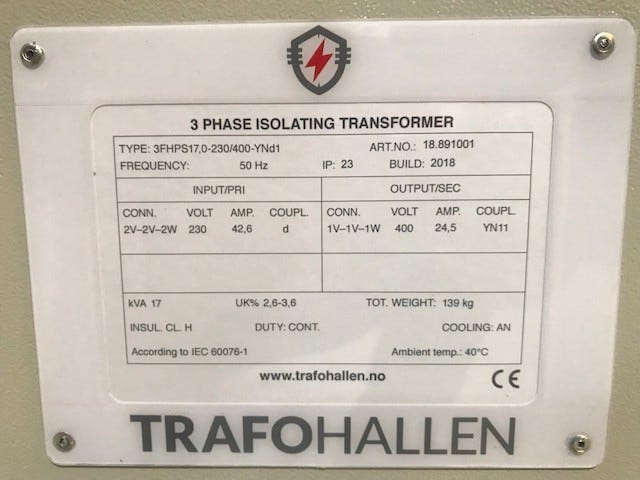 3 PHASE ISOLATING TRANSFORMER
TYPE: 3FHPS17,0-230/400-YNd1 ART.NO.: 18.891001
FREQUENCY: 50 Hz IP: 23 BUILD: 2018
INPUT/PRI OUTPUT/SEC
CONN. VOLT AMP. COUPL. CONN. VOLT AMP. COUPL.
2V–2V–2W 230 42,6 d 1V–1V–1W 400 24,5 YN11
kVA 17 UK% 2,6-3,6 TOT. WEIGHT: 139 kg
INSUL. CL. H DUTY: CONT. COOLING: AN
According to IEC 60076-1 Ambient temp.: 40°C
www.trafohallen.no CE
TRAFOHALLEN